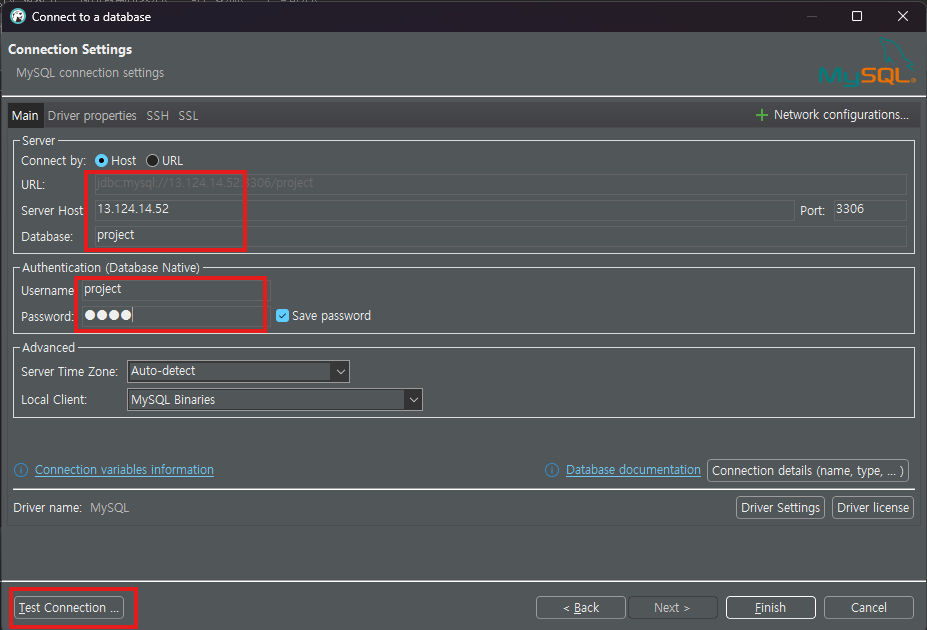 Connect to a database
Connection Settings
MySQL connection settings
MySQL
Main Driver properties SSH SSL Network configurations...
Server
Connect by: Host URL
URL: jdbc:mysql://13.124.14.52:3306/project
Server Host: 13.124.14.52 Port: 3306
Database: project
Authentication (Database Native)
Username: project
Password: ●●●● Save password
Advanced
Server Time Zone: Auto-detect
Local Client: MySQL Binaries
Connection variables information Database documentation Connection details (name, type, ... )
Driver name: MySQL Driver Settings Driver license
Test Connection ... < Back Next > Finish Cancel